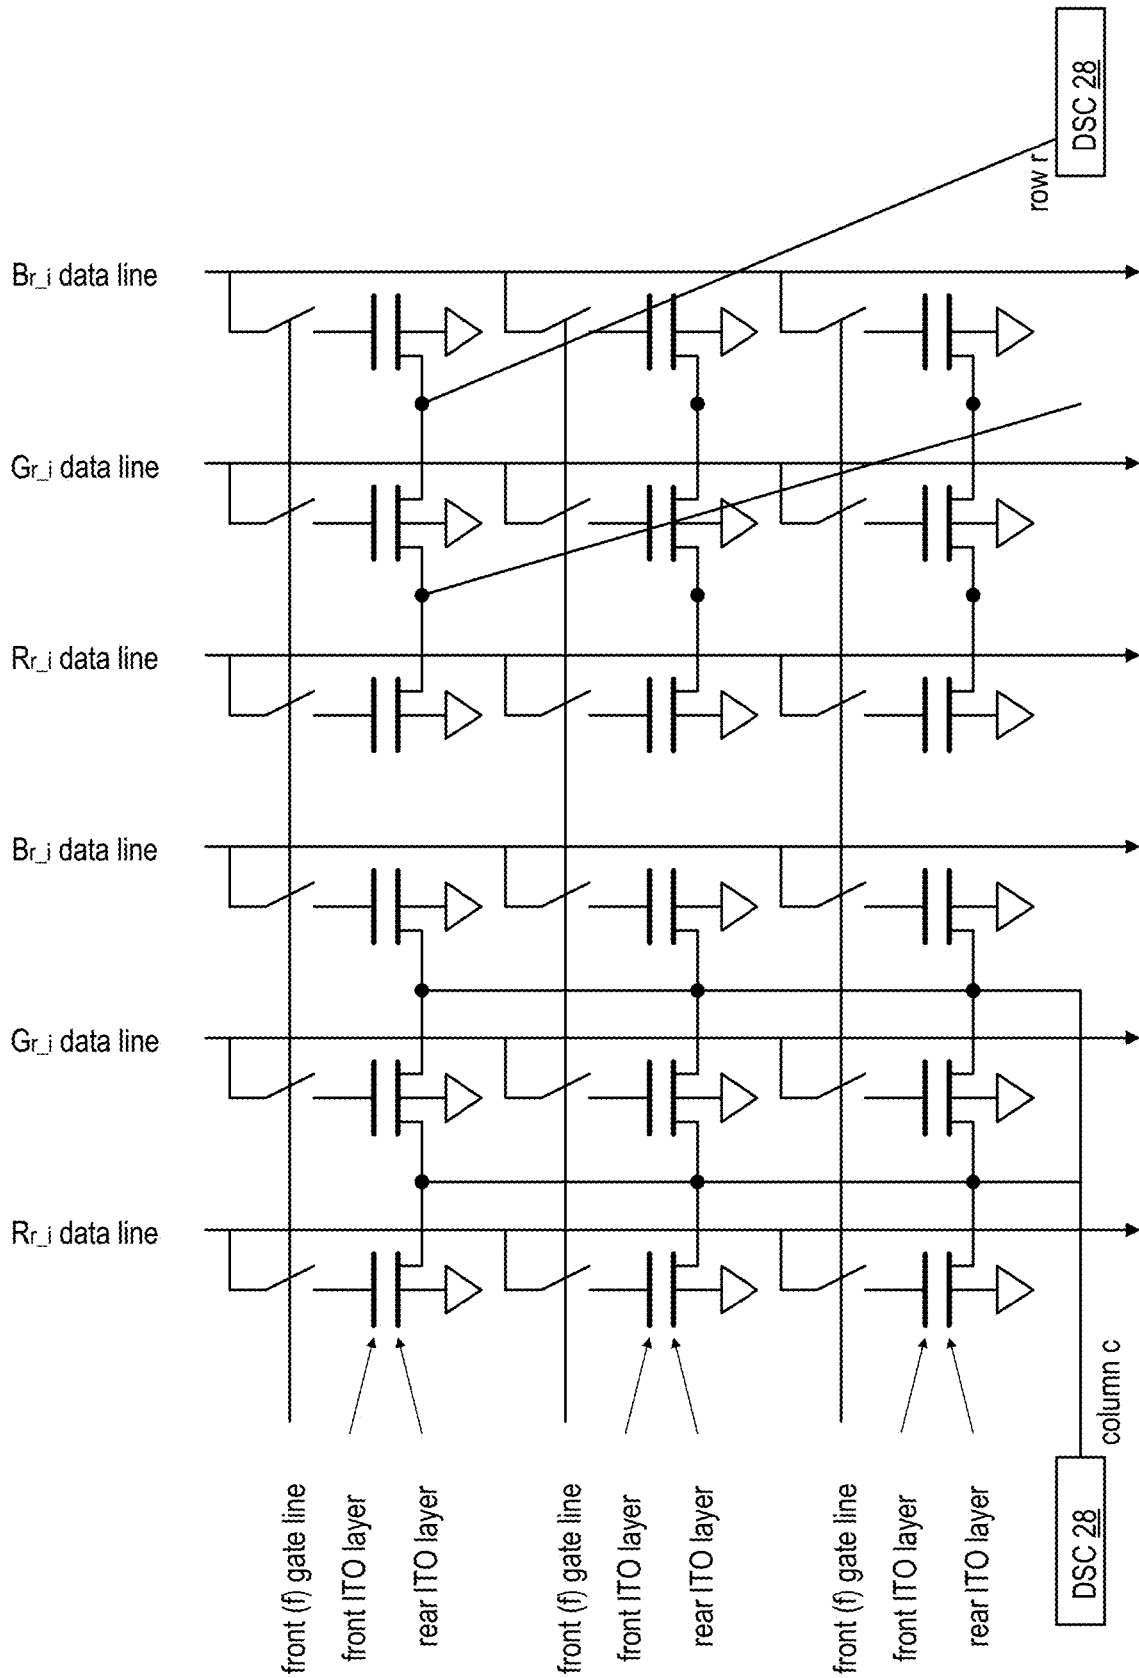 DSC 28
row r
Br_i data line
Gr_i data line
Rr_i data line
Br_i data line
Gr_i data line
Rr_i data line
column c
DSC 28
front (f) gate line
front ITO layer
rear ITO layer
front (f) gate line
front ITO layer
rear ITO layer
front (f) gate line
front ITO layer
rear ITO layer